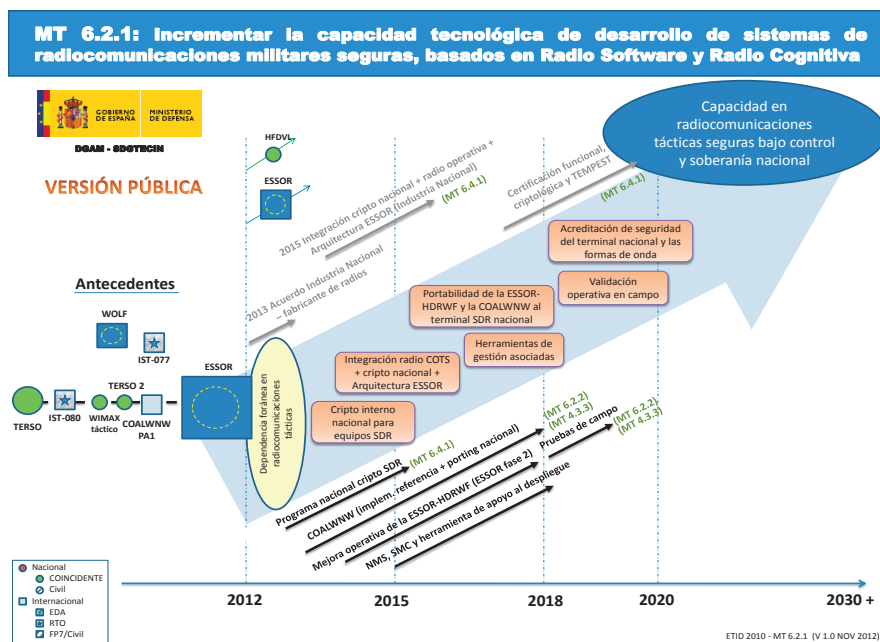 MT 6.2.1: Incrementar la capacidad tecnológica de desarrollo de sistemas de
radiocomunicaciones militares seguras, basados en Radio Software y Radio Cognitiva
GOBIERNO
DE ESPAÑA
MINISTERIO
DE DEFENSA
DGAM - SDGTECIN
VERSIÓN PÚBLICA
HFDVL
ESSOR
2015 Integración cripto nacional + radio operativa +
Arquitectura ESSOR (Industria Nacional)
(MT 6.4.1)
Certificación funcional,
criptológica y TEMPEST
(MT 6.4.1)
Capacidad en
radiocomunicaciones
tácticas seguras bajo control
y soberanía nacional
2013 Acuerdo Industria Nacional
– fabricante de radios
Acreditación de seguridad
del terminal nacional y las
formas de onda
Validación
operativa en campo
Portabilidad de la ESSOR-
HDRWF y la COALWNW al
terminal SDR nacional
Herramientas de
gestión asociadas
Integración radio COTS
+ cripto nacional +
Arquitectura ESSOR
Cripto interno
nacional para
equipos SDR
Antecedentes
WOLF
IST-077
ESSOR
TERSO
IST-080
TERSO 2
WIMAX
táctico
COALWNW
PA1
Dependencia foránea en
radiocomunicaciones
tácticas
Programa nacional cripto SDR
(MT 6.4.1)
COALWNW (implem. referencia + porting nacional)
(MT 6.2.2)
(MT 4.3.3)
Mejora operativa de la ESSOR-HDRWF (ESSOR fase 2)
Pruebas de campo
(MT 6.2.2)
(MT 4.3.3)
NMS, SMC y herramienta de apoyo al despliegue
Nacional
COINCIDENTE
Civil
Internacional
EDA
RTO
FP7/Civil
2012
2015
2018
2020
2030 +
ETID 2010 - MT 6.2.1 (V 1.0 NOV 2012)